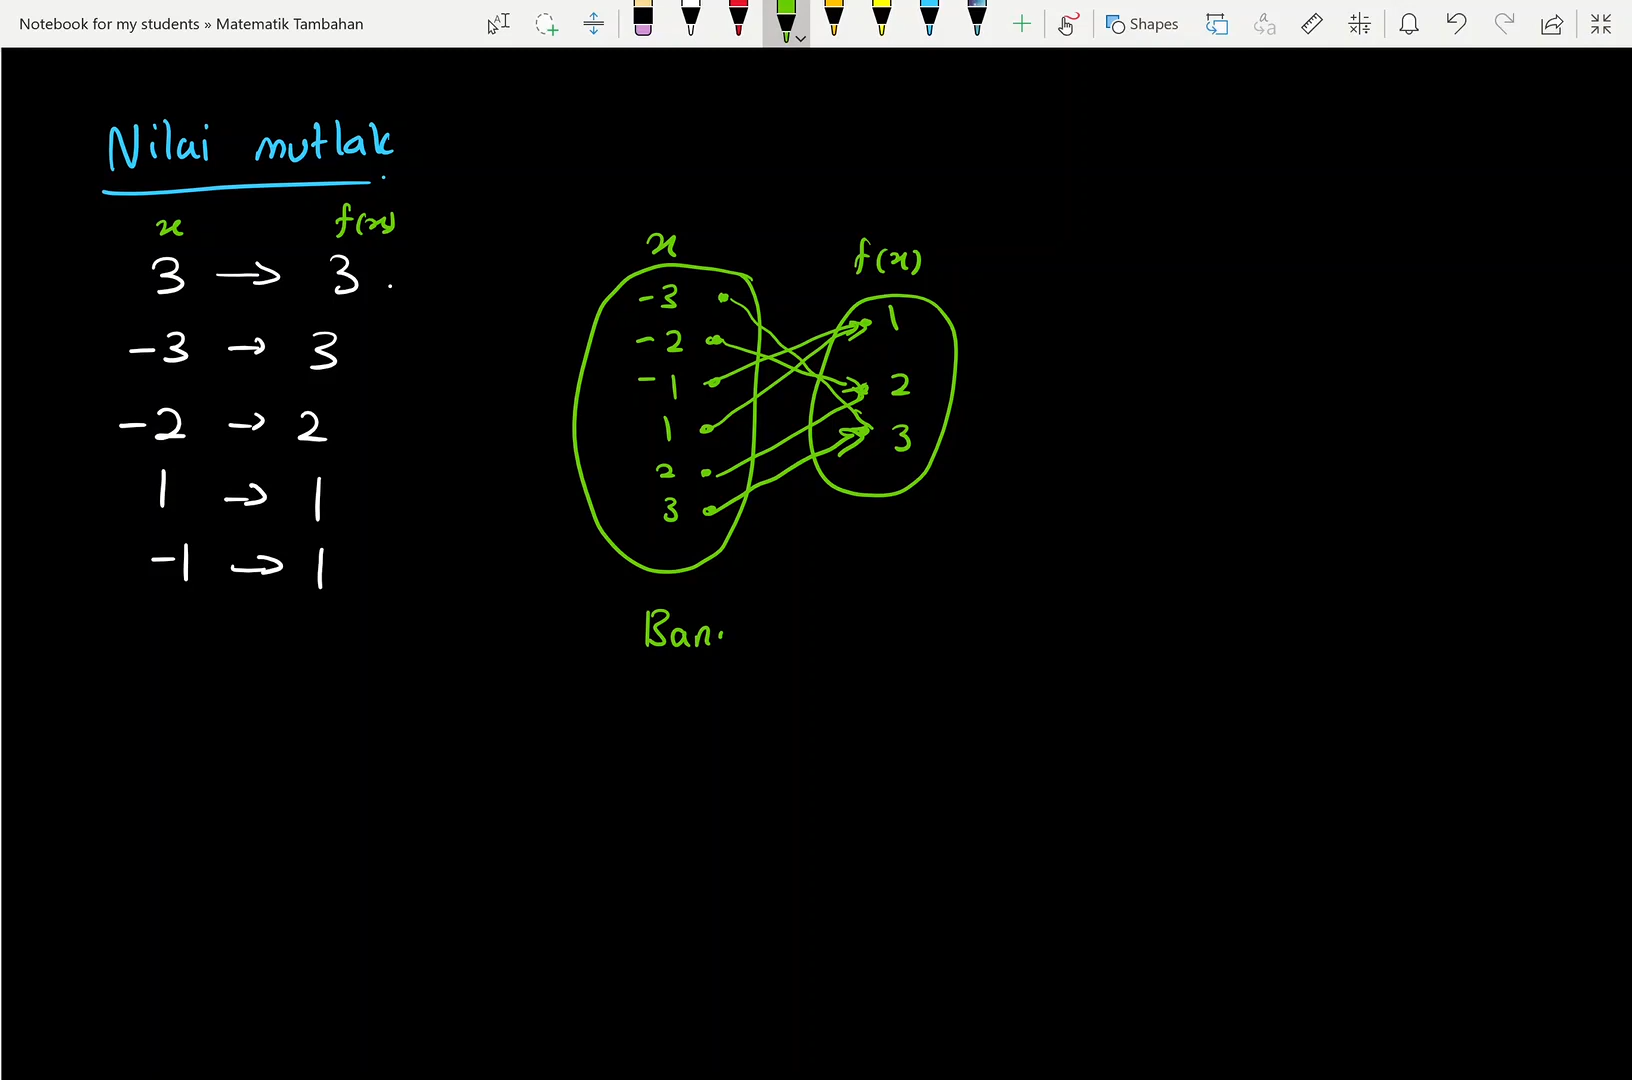 Notebook for my students » Matematik Tambahan
Shapes
Nilai mutlak
x f(x)
3 → 3 .
-3 → 3
-2 → 2
1 → 1
-1 → 1
x
-3
-2
-1
1
2
3
f(x)
1
2
3
Ban.